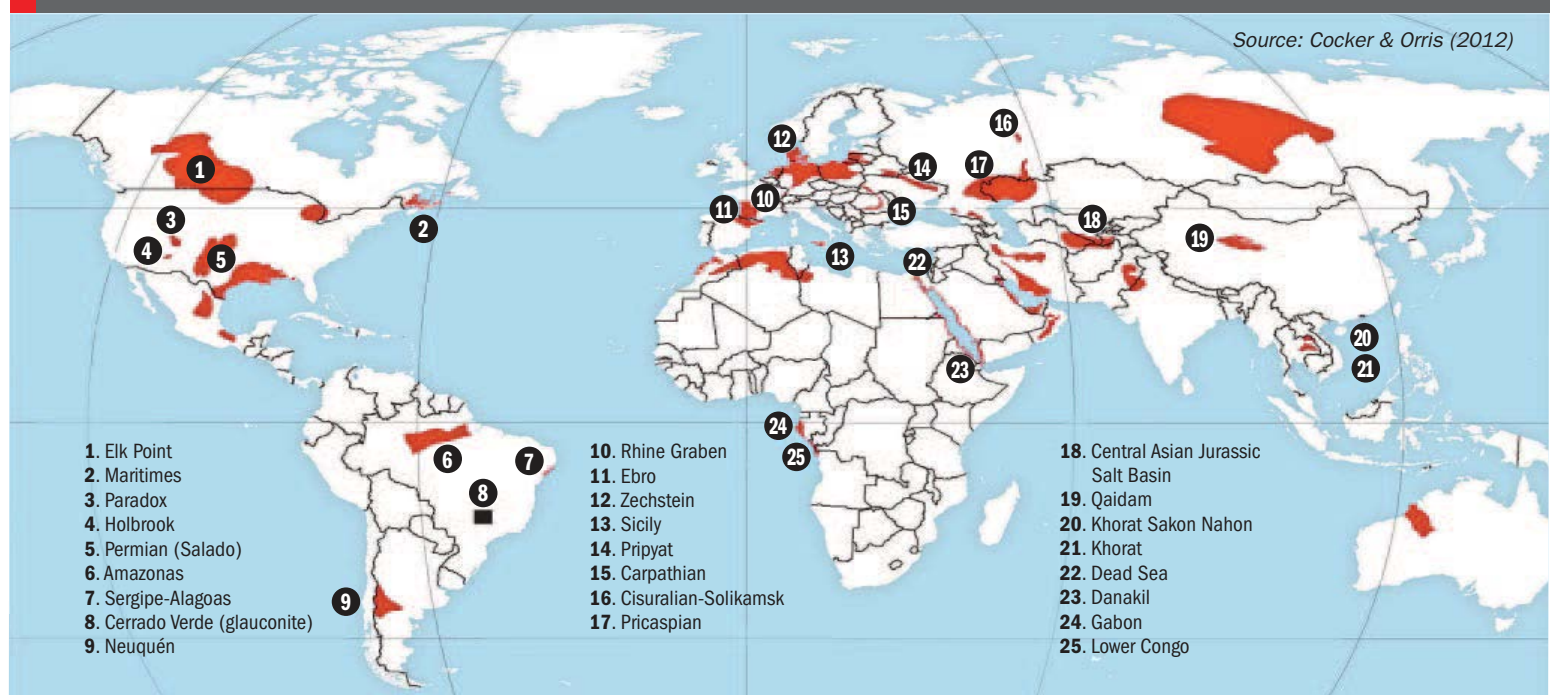 Source: Cocker & Orris (2012)
12
16
14
17
1
10
11
15
2
3
18
4
5
19
13
22
20
21
23
24
25
6
7
8
9
1. Elk Point
2. Maritimes
3. Paradox
4. Holbrook
5. Permian (Salado)
6. Amazonas
7. Sergipe-Alagoas
8. Cerrado Verde (glauconite)
9. Neuquén
10. Rhine Graben
11. Ebro
12. Zechstein
13. Sicily
14. Pripyat
15. Carpathian
16. Cisuralian-Solikamsk
17. Pricaspian
18. Central Asian Jurassic
Salt Basin
19. Qaidam
20. Khorat Sakon Nahon
21. Khorat
22. Dead Sea
23. Danakil
24. Gabon
25. Lower Congo